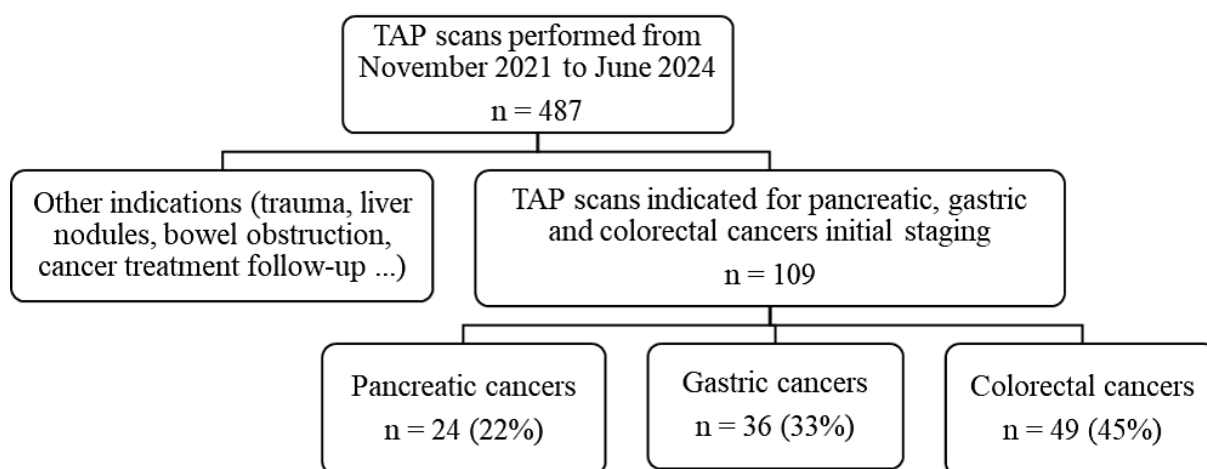 TAP scans performed from
November 2021 to June 2024
n = 487
Other indications (trauma, liver
nodules, bowel obstruction,
cancer treatment follow-up ...)
TAP scans indicated for pancreatic, gastric
and colorectal cancers initial staging
n = 109
Pancreatic cancers
n = 24 (22%)
Gastric cancers
n = 36 (33%)
Colorectal cancers
n = 49 (45%)